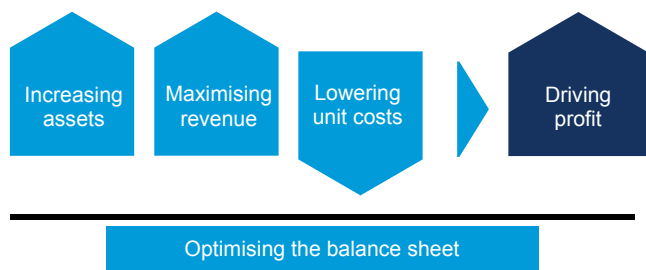 Increasing
assets
Maximising
revenue
Lowering
unit costs
Driving
profit
Optimising the balance sheet